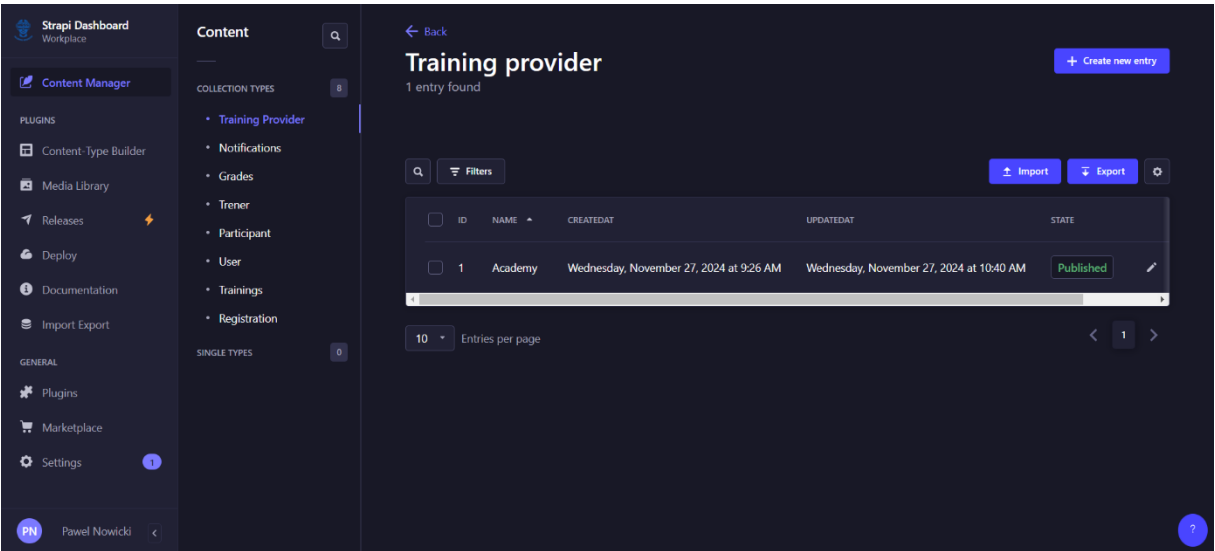 Strapi Dashboard
Workplace
Content Manager
PLUGINS
Content-Type Builder
Media Library
Releases
Deploy
Documentation
Import Export
GENERAL
Plugins
Marketplace
Settings
1
PN
Pawel Nowicki
Content
COLLECTION TYPES
8
Training Provider
Notifications
Grades
Trener
Participant
User
Trainings
Registration
SINGLE TYPES
0
Back
Training provider
1 entry found
Create new entry
Filters
Import
Export
ID NAME CREATEDAT UPDATEDAT STATE
1 Academy Wednesday, November 27, 2024 at 9:26 AM Wednesday, November 27, 2024 at 10:40 AM Published
10 Entries per page
1
?